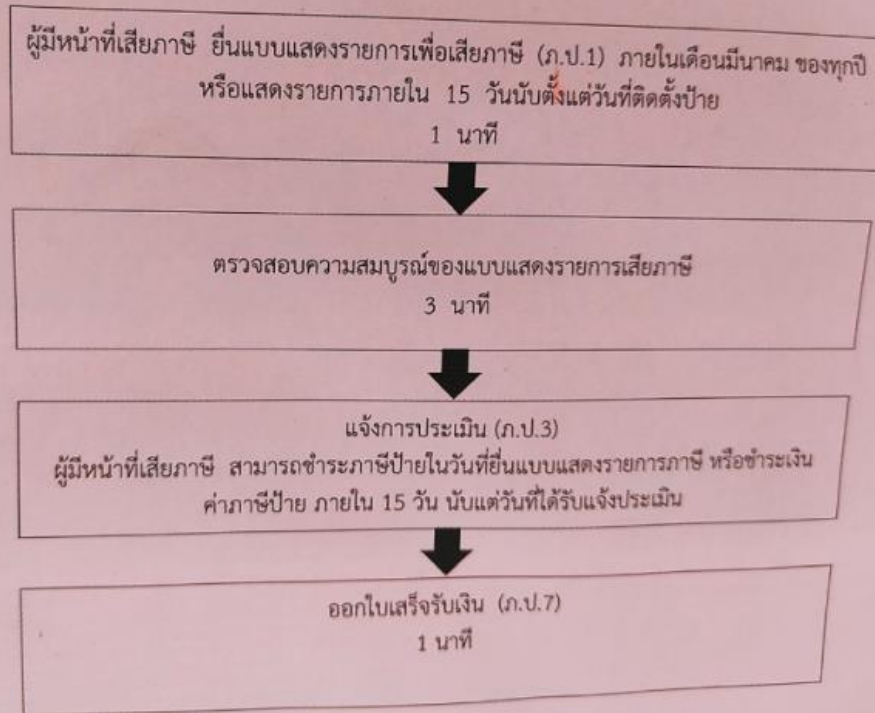 ผู้มีหน้าที่เสียภาษี ยื่นแบบแสดงรายการเพื่อเสียภาษี (ภ.ป.1) ภายในเดือนมีนาคม ของทุกปี
หรือแสดงรายการภายใน 15 วันนับตั้งแต่วันที่ติดตั้งป้าย
1 นาที
ตรวจสอบความสมบูรณ์ของแบบแสดงรายการเสียภาษี
3 นาที
แจ้งการประเมิน (ภ.ป.3)
ผู้มีหน้าที่เสียภาษี สามารถชำระภาษีป้ายในวันที่ยื่นแบบแสดงรายการภาษี หรือชำระเงิน
ค่าภาษีป้าย ภายใน 15 วัน นับแต่วันที่ได้รับแจ้งประเมิน
ออกใบเสร็จรับเงิน (ภ.ป.7)
1 นาที